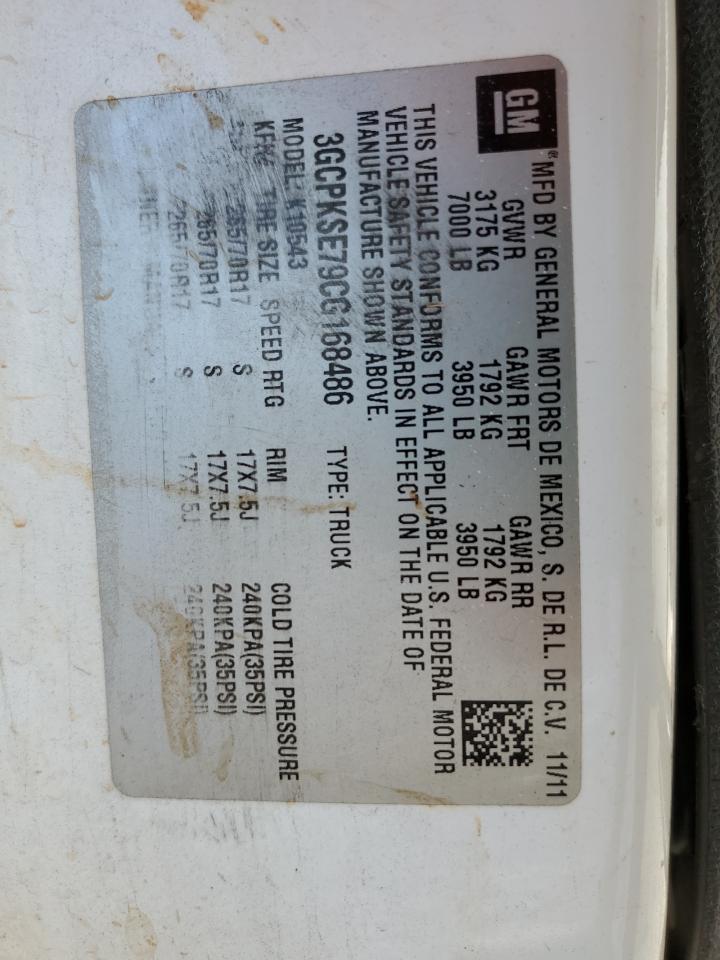 GM
® MFD BY GENERAL MOTORS DE MEXICO, S. DE R.L. DE C.V. 11/11
GVWR GAWR FRT GAWR RR
3175 KG 1792 KG 1792 KG
7000 LB 3950 LB 3950 LB
THIS VEHICLE CONFORMS TO ALL APPLICABLE U.S. FEDERAL MOTOR
VEHICLE SAFETY STANDARDS IN EFFECT ON THE DATE OF
MANUFACTURE SHOWN ABOVE.
3GCPKSE79CG168486 TYPE: TRUCK
MODEL: K10543
TIRE SIZE SPEED RTG RIM COLD TIRE PRESSURE
265/70R17 S 17X7.5J 240KPA(35PSI)
265/70R17 S 17X7.5J 240KPA(35PSI)
265/70R17 S 17X7.5J 240KPA(35PSI)